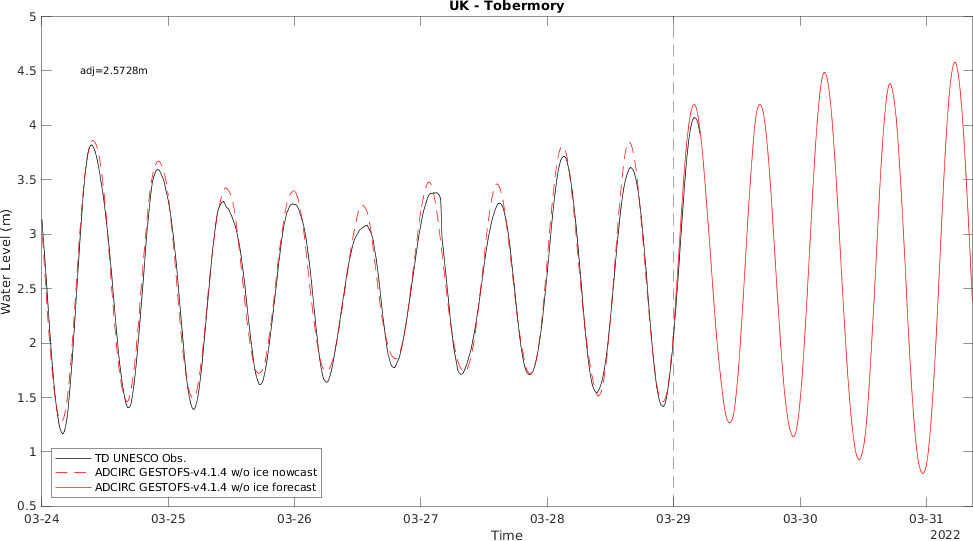 UK - Tobermory
5
4.5
4
3.5
3
2.5
2
1.5
1
0.5
Water Level (m)
adj=2.5728m
TD UNESCO Obs.
ADCIRC GESTOFS-v4.1.4 w/o ice nowcast
ADCIRC GESTOFS-v4.1.4 w/o ice forecast
03-24 03-25 03-26 03-27 03-28 03-29 03-30 03-31
Time
2022